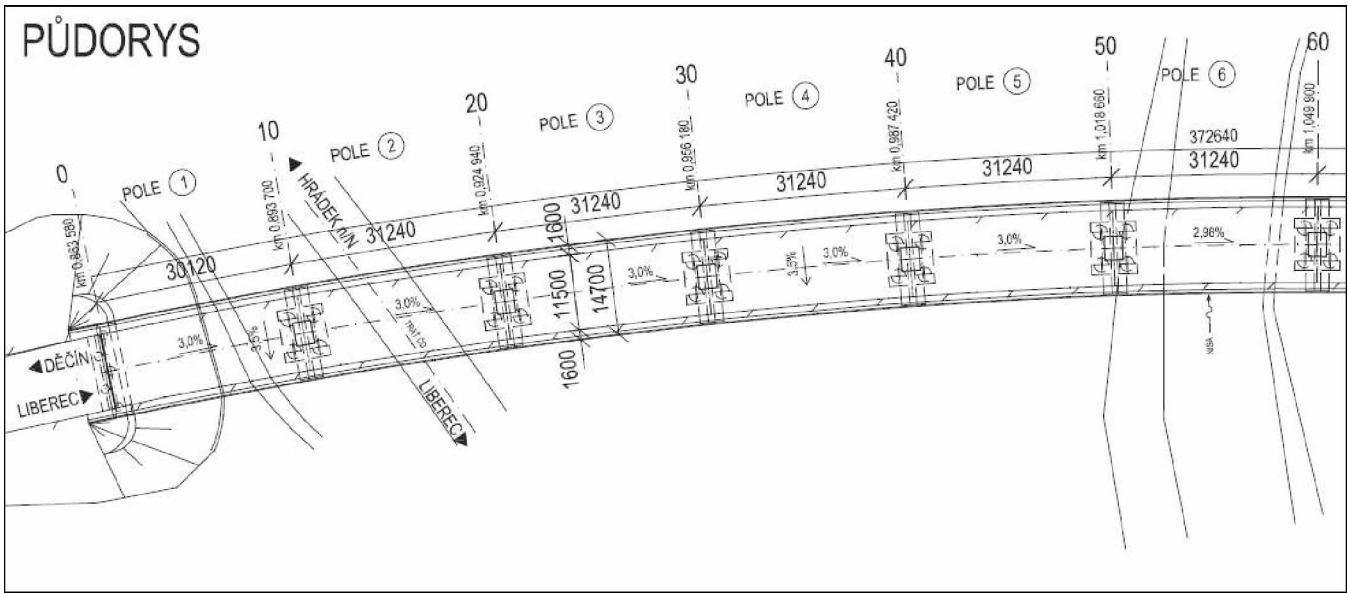 PŮDORYS
0
10
20
30
40
50
60
POLE 1
POLE 2
POLE 3
POLE 4
POLE 5
POLE 6
km 0,863 580
km 0,893 700
km 0,924 940
km 0,956 180
km 0,987 420
km 1,018 660
km 1,049 900
372640
30120
31240
31240
31240
31240
31240
HRÁDEK n/N
TRAŤ ČD
LIBEREC
1600
11500
14700
1600
3,0%
3,5%
3,0%
3,0%
3,5%
3,0%
3,0%
2,98%
NISA
DĚČÍN
LIBEREC